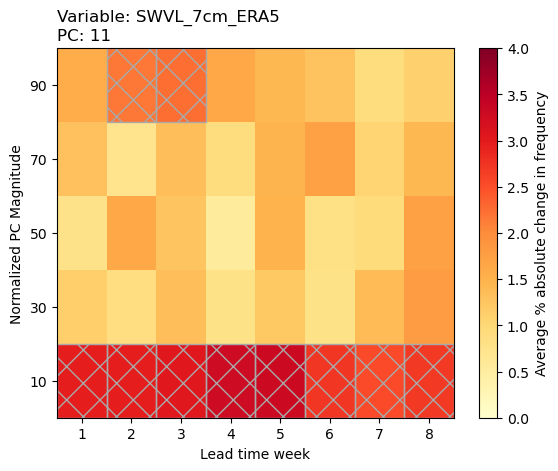 Variable: SWVL_7cm_ERA5
PC: 11
Normalized PC Magnitude
90
70
50
30
10
1 2 3 4 5 6 7 8
Lead time week
4.0
3.5
3.0
2.5
2.0
1.5
1.0
0.5
0.0
Average % absolute change in frequency